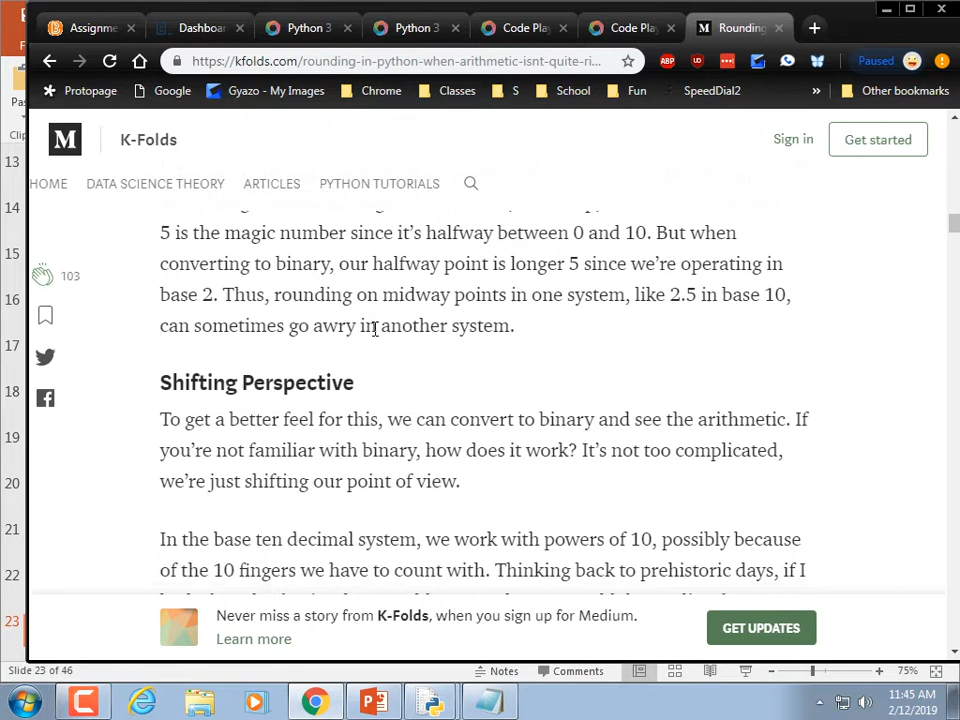 Assignme
Dashboar
Python 3
Python 3
Code Pla
Code Pla
Rounding
https://kfolds.com/rounding-in-python-when-arithmetic-isnt-quite-ri...
ABP
Paused
Protopage
Google
Gyazo - My Images
Chrome
Classes
S
School
Fun
SpeedDial2
»
Other bookmarks
Pas
Clip
M
K-Folds
Sign in
Get started
HOME
DATA SCIENCE THEORY
ARTICLES
PYTHON TUTORIALS
5 is the magic number since it's halfway between 0 and 10. But when
converting to binary, our halfway point is longer 5 since we're operating in
base 2. Thus, rounding on midway points in one system, like 2.5 in base 10,
can sometimes go awry in another system.
103
Shifting Perspective
To get a better feel for this, we can convert to binary and see the arithmetic. If
you're not familiar with binary, how does it work? It's not too complicated,
we're just shifting our point of view.
In the base ten decimal system, we work with powers of 10, possibly because
of the 10 fingers we have to count with. Thinking back to prehistoric days, if I
Never miss a story from K-Folds, when you sign up for Medium.
Learn more
GET UPDATES
13
14
15
16
17
18
19
20
21
22
23
Slide 23 of 46
Notes
Comments
75%
11:45 AM
2/12/2019